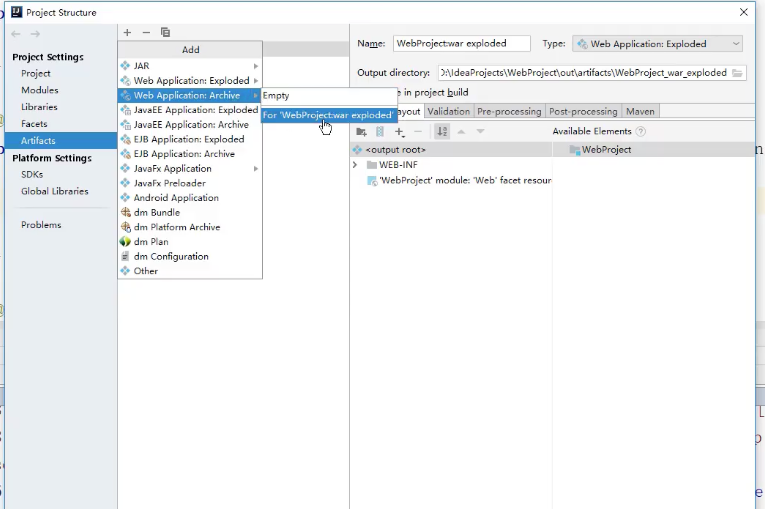 Project Structure
Project Settings
Project
Modules
Libraries
Facets
Artifacts
Platform Settings
SDKs
Global Libraries
Problems
Add
JAR
Web Application: Exploded
Web Application: Archive
JavaEE Application: Exploded
JavaEE Application: Archive
EJB Application: Exploded
EJB Application: Archive
JavaFx Application
JavaFx Preloader
Android Application
dm Bundle
dm Platform Archive
dm Plan
dm Configuration
Other
Empty
For 'WebProject:war exploded'
Name: WebProject:war exploded Type: Web Application: Exploded
Output directory: D:\IdeaProjects\WebProject\out\artifacts\WebProject_war_exploded
in project build
Validation Pre-processing Post-processing Maven
Available Elements
<output root>
WEB-INF
'WebProject' module: 'Web' facet resour
WebProject